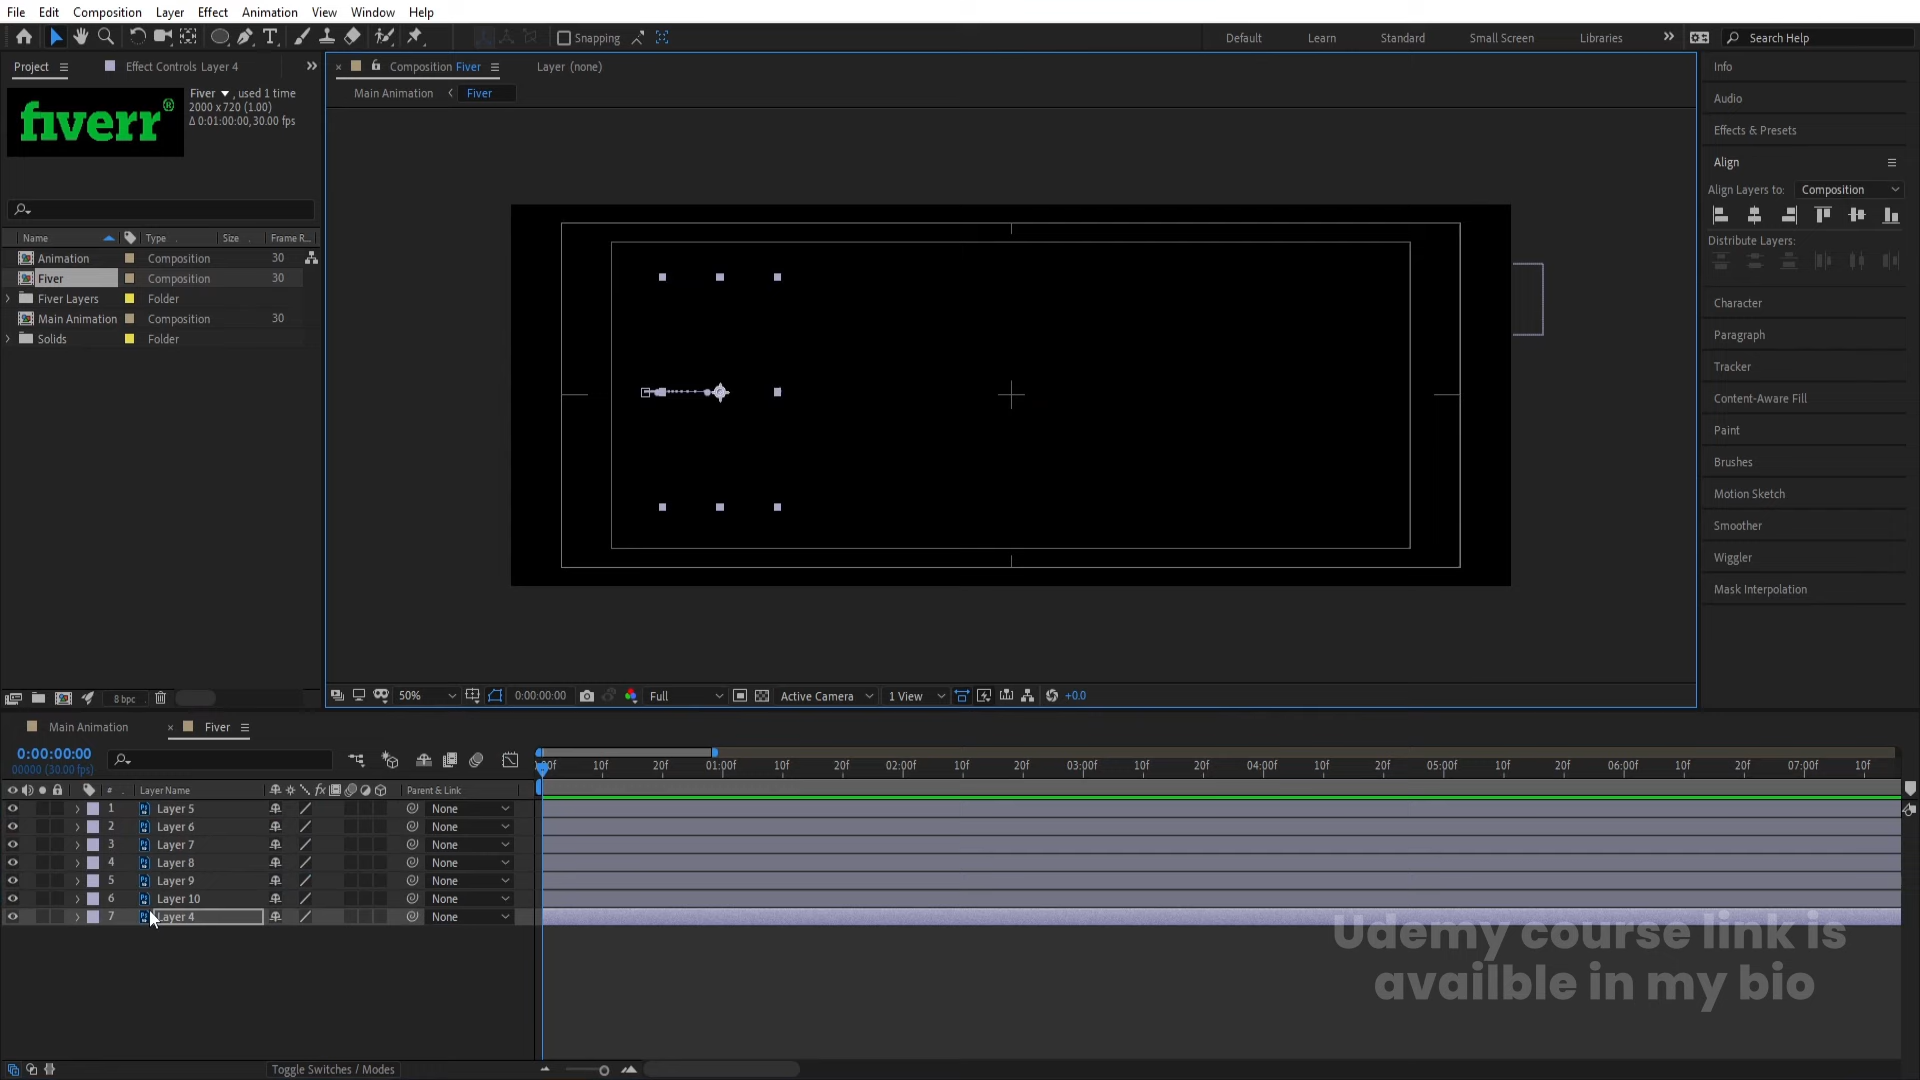 File Edit Composition Layer Effect Animation View Window Help
Snapping Default Learn Standard Small Screen Libraries Search Help
Project Effect Controls Layer 4
Composition Fiver Layer (none)
Main Animation Fiver
fiverr®
Fiver , used 1 time
2000 x 720 (1.00)
Δ 0:01:00:00, 30.00 fps
Name Type Size Frame R...
Animation Composition 30
Fiver Composition 30
Fiver Layers Folder
Main Animation Composition 30
Solids Folder
8 bpc
50% 0:00:00:00 Full Active Camera 1 View +0.0
Info
Audio
Effects & Presets
Align
Align Layers to: Composition
Distribute Layers:
Character
Paragraph
Tracker
Content-Aware Fill
Paint
Brushes
Motion Sketch
Smoother
Wiggler
Mask Interpolation
Main Animation Fiver
0:00:00:00
00000 (30.00 fps)
:00f 10f 20f 01:00f 10f 20f 02:00f 10f 20f 03:00f 10f 20f 04:00f 10f 20f 05:00f 10f 20f 06:00f 10f 20f 07:00f 10f
# Layer Name fx Parent & Link
1 Layer 5 None
2 Layer 6 None
3 Layer 7 None
4 Layer 8 None
5 Layer 9 None
6 Layer 10 None
7 Layer 4 None
Udemy course link is
availble in my bio
Toggle Switches / Modes